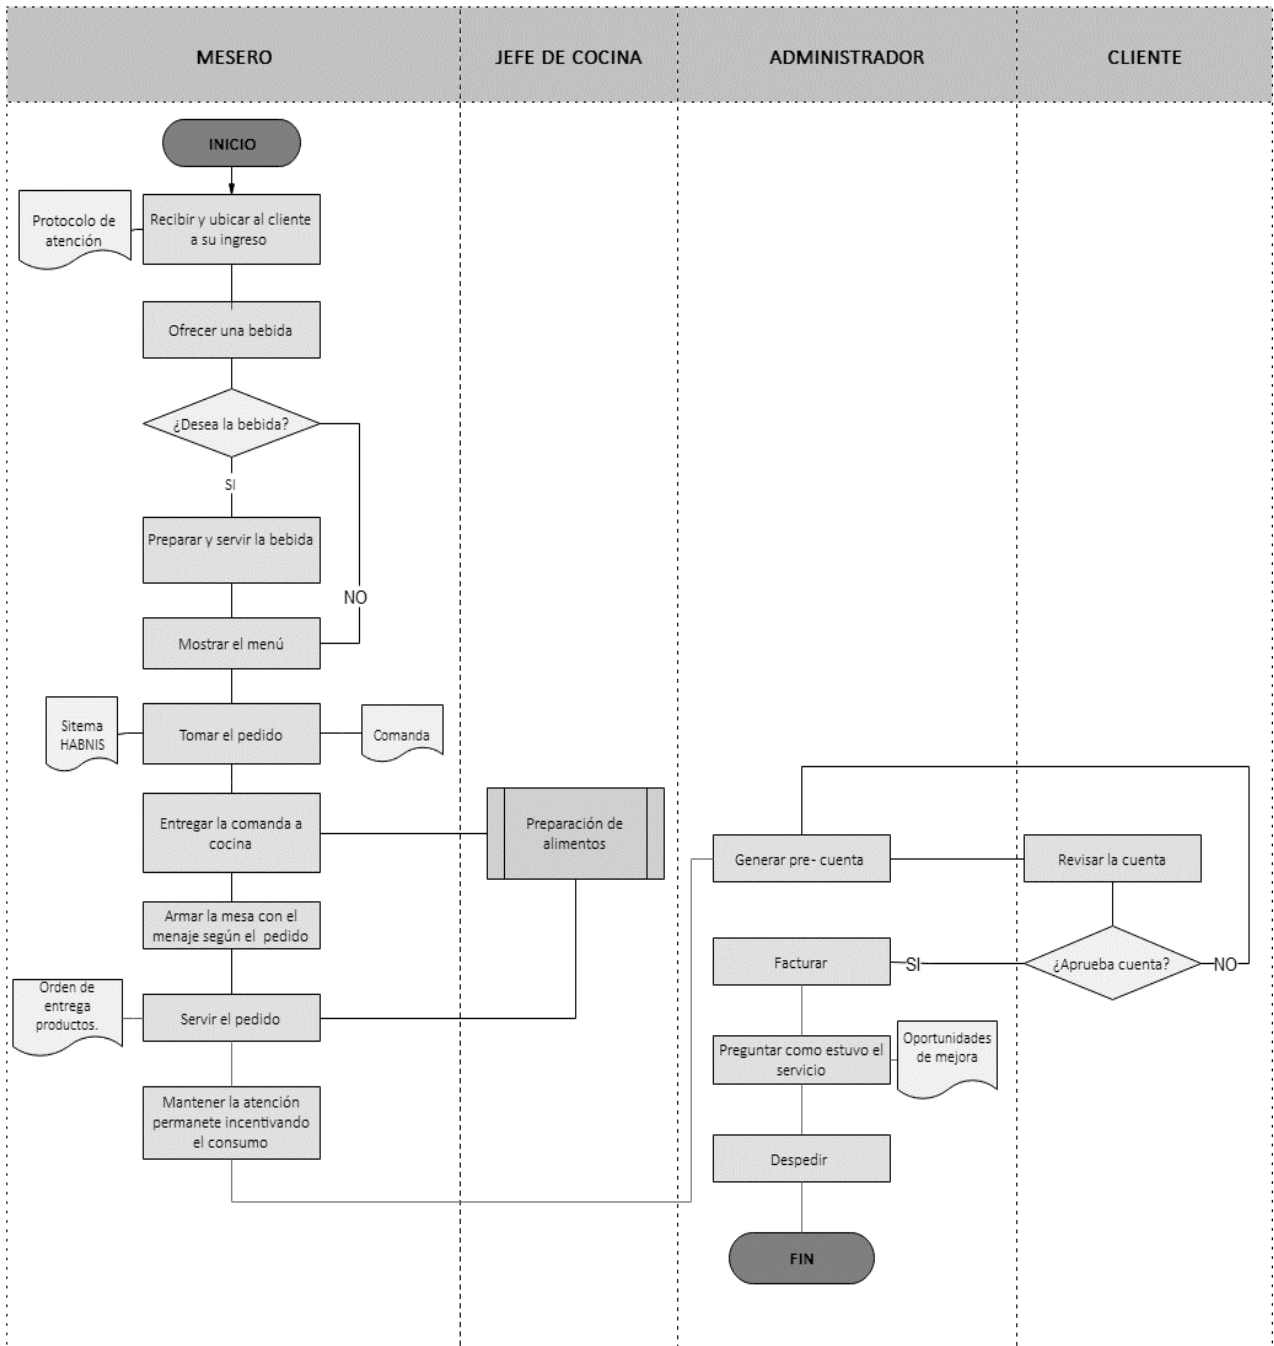 MESERO
JEFE DE COCINA
ADMINISTRADOR
CLIENTE
INICIO
Protocolo de
atención
Recibir y ubicar al cliente
a su ingreso
Ofrecer una bebida
¿Desea la bebida?
SI
Preparar y servir la bebida
NO
Mostrar el menú
Sitema
HABNIS
Tomar el pedido
Comanda
Entregar la comanda a
cocina
Preparación de
alimentos
Generar pre- cuenta
Revisar la cuenta
Armar la mesa con el
menaje según el pedido
Facturar
SI
¿Aprueba cuenta?
NO
Orden de
entrega
productos.
Servir el pedido
Preguntar como estuvo el
servicio
Oportunidades
de mejora
Mantener la atención
permanete incentivando
el consumo
Despedir
FIN